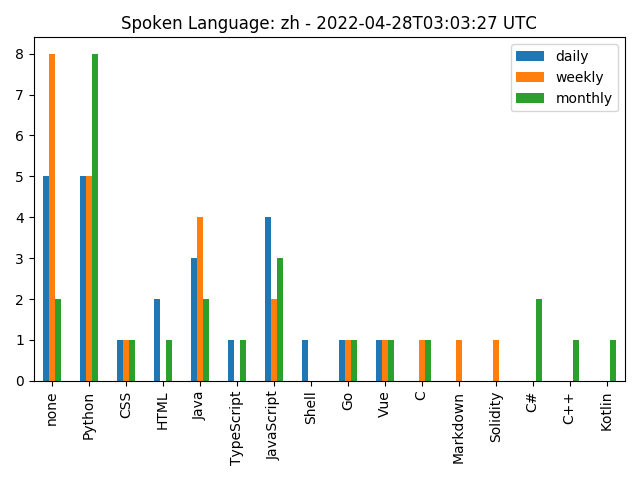 Spoken Language: zh - 2022-04-28T03:03:27 UTC
daily
weekly
monthly
8
7
6
5
4
3
2
1
0
none
Python
CSS
HTML
Java
TypeScript
JavaScript
Shell
Go
Vue
C
Markdown
Solidity
C#
C++
Kotlin